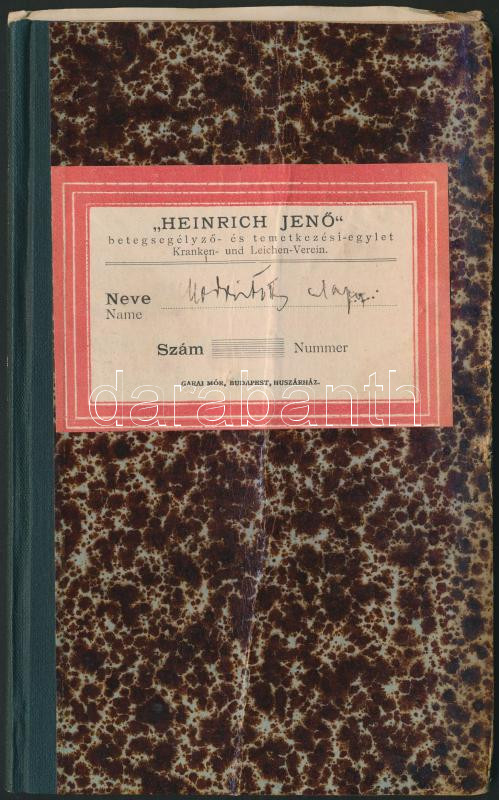 „HEINRICH JENŐ“
betegsegélyző- és temetkezési-egylet
Kranken- und Leichen-Verein.
Neve
Name
Szám Nummer
GARAI MÓR, BUDAPEST, HUSZÁRHÁZ.
darabanth